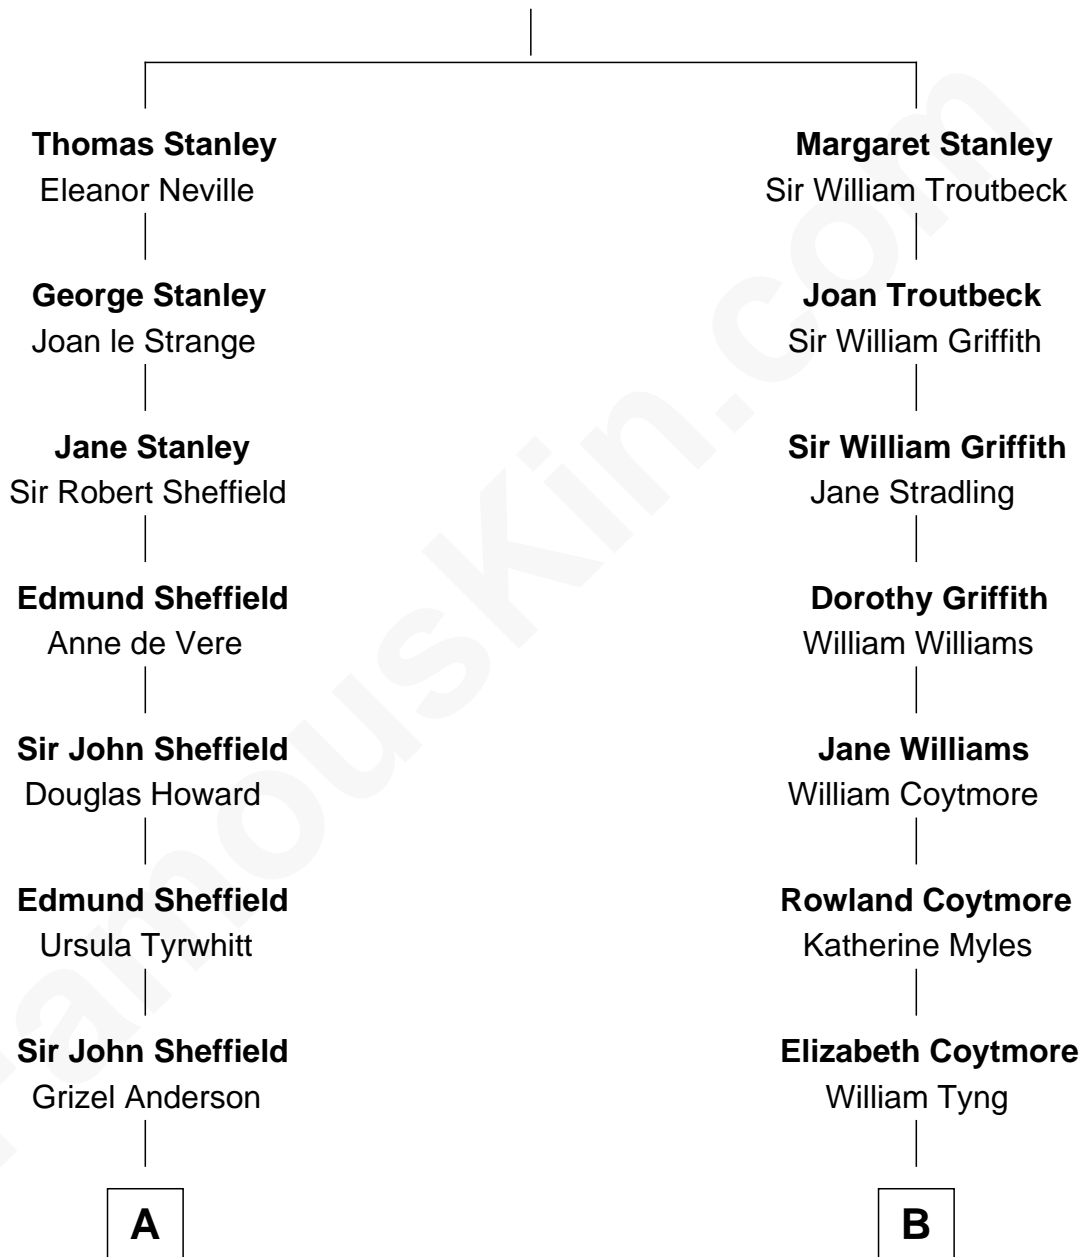 Thomas Stanley
Eleanor Neville
George Stanley
Joan le Strange
Jane Stanley
Sir Robert Sheffield
Edmund Sheffield
Anne de Vere
Sir John Sheffield
Douglas Howard
Edmund Sheffield
Ursula Tyrwhitt
Sir John Sheffield
Grizel Anderson
A
Margaret Stanley
Sir William Troutbeck
Joan Troutbeck
Sir William Griffith
Sir William Griffith
Jane Stradling
Dorothy Griffith
William Williams
Jane Williams
William Coytmore
Rowland Coytmore
Katherine Myles
Elizabeth Coytmore
William Tyng
B
FamousKin.com